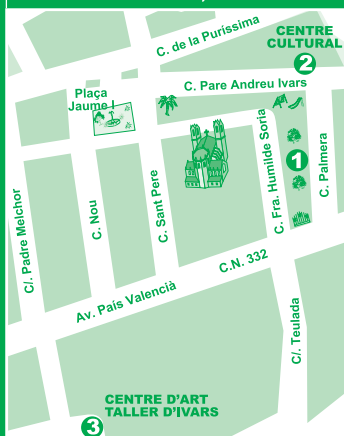 C. de la Puríssima
CENTRE
CULTURAL
2
C. Pare Andreu Ivars
Plaça
Jaume I
C. Fra. Humilde Soria
1
C. Palmera
C/. Padre Melchor
C. Nou
C. Sant Pere
C.N. 332
Av. País Valencià
C/. Teulada
CENTRE D'ART
TALLER D'IVARS
3